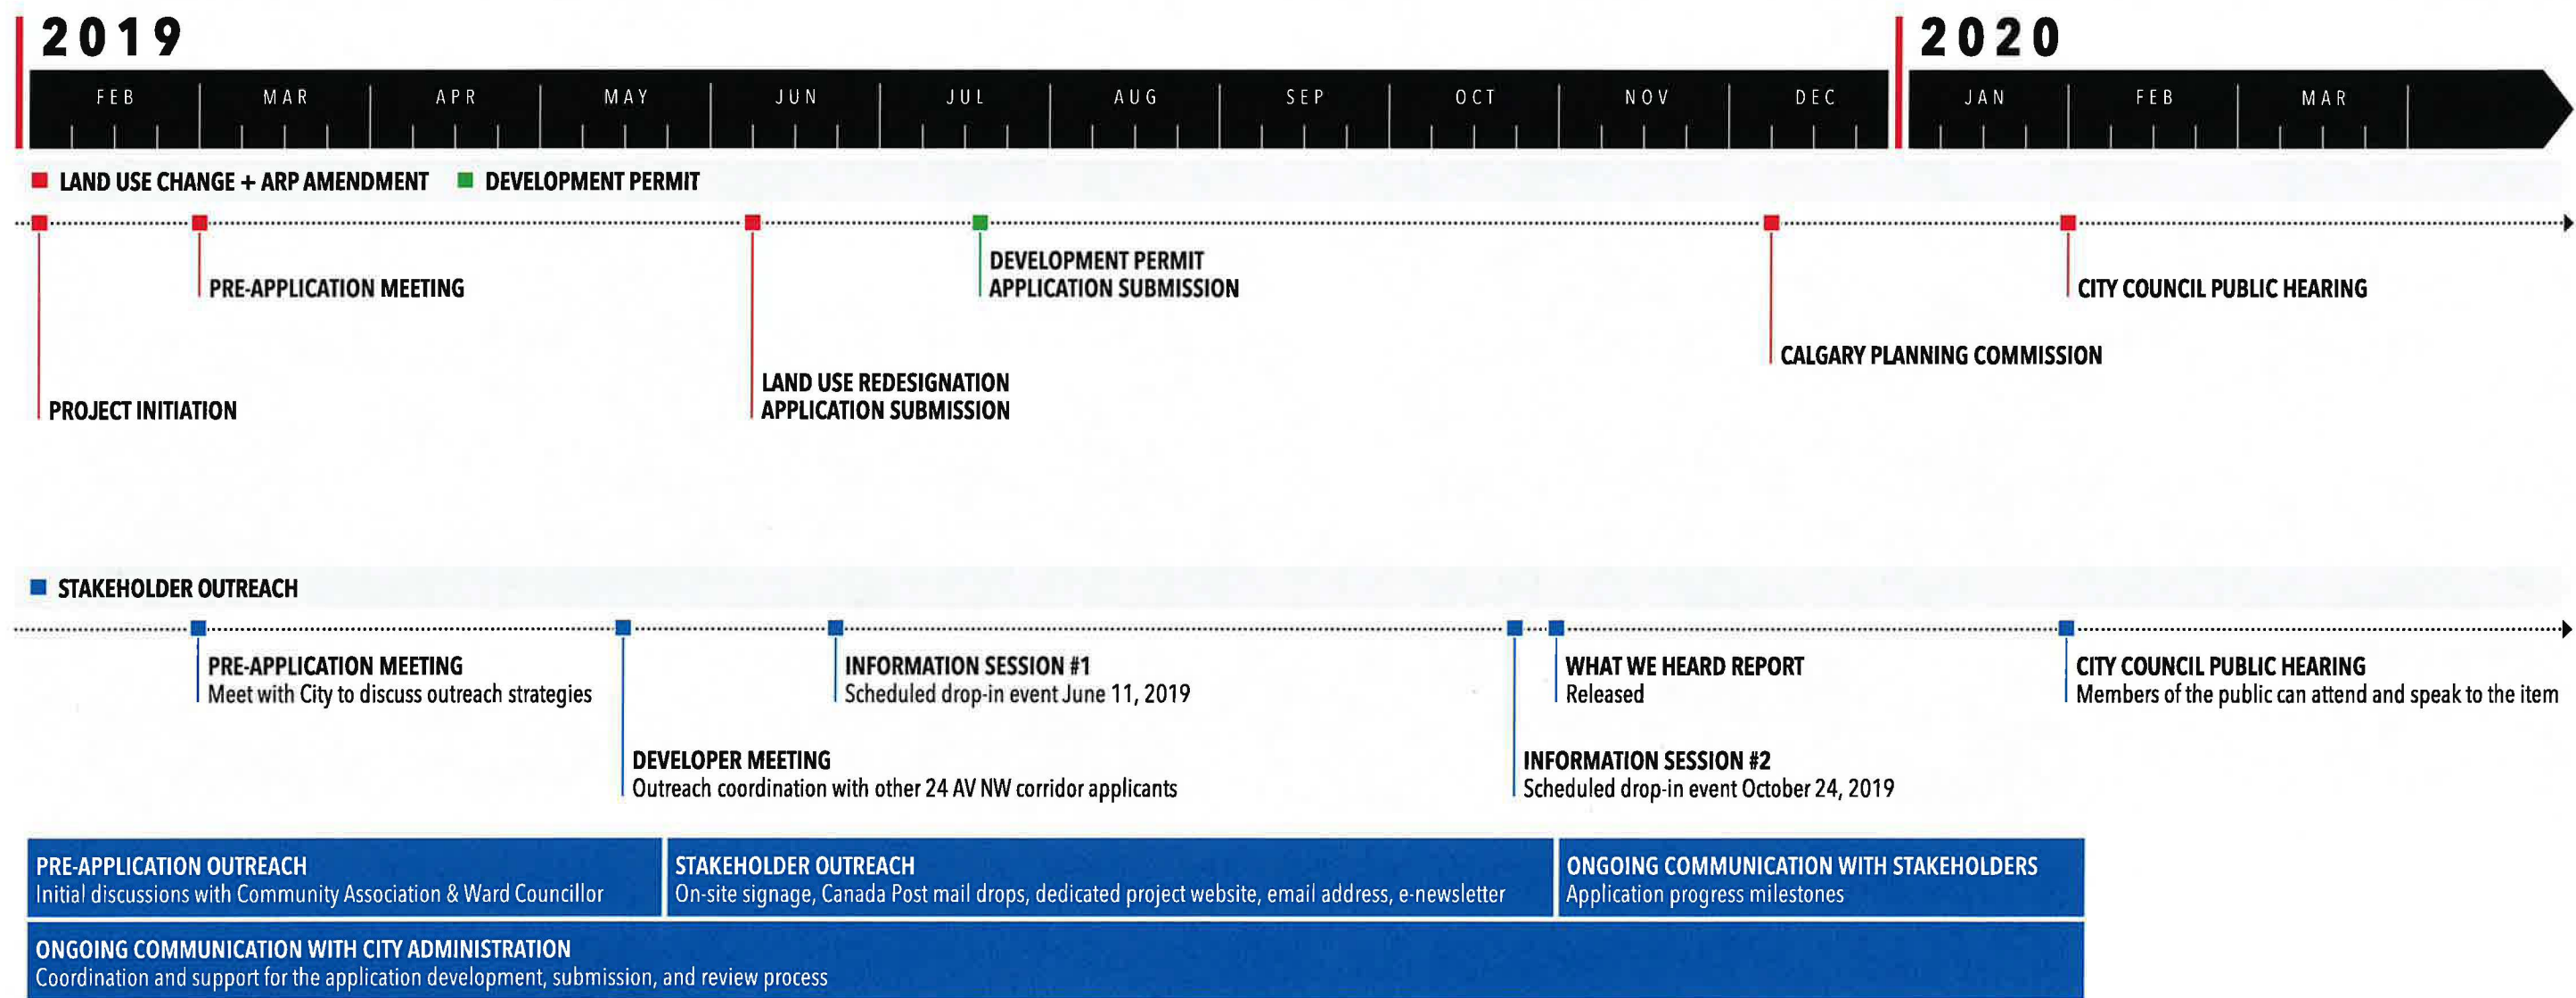 2019
2020
FEB MAR APR MAY JUN JUL AUG SEP OCT NOV DEC JAN FEB MAR
LAND USE CHANGE + ARP AMENDMENT
DEVELOPMENT PERMIT
DEVELOPMENT PERMIT
APPLICATION SUBMISSION
PRE-APPLICATION MEETING
CITY COUNCIL PUBLIC HEARING
CALGARY PLANNING COMMISSION
LAND USE REDESIGNATION
APPLICATION SUBMISSION
PROJECT INITIATION
STAKEHOLDER OUTREACH
PRE-APPLICATION MEETING
Meet with City to discuss outreach strategies
INFORMATION SESSION #1
Scheduled drop-in event June 11, 2019
WHAT WE HEARD REPORT
Released
CITY COUNCIL PUBLIC HEARING
Members of the public can attend and speak to the item
DEVELOPER MEETING
Outreach coordination with other 24 AV NW corridor applicants
INFORMATION SESSION #2
Scheduled drop-in event October 24, 2019
PRE-APPLICATION OUTREACH
Initial discussions with Community Association & Ward Councillor
STAKEHOLDER OUTREACH
On-site signage, Canada Post mail drops, dedicated project website, email address, e-newsletter
ONGOING COMMUNICATION WITH STAKEHOLDERS
Application progress milestones
ONGOING COMMUNICATION WITH CITY ADMINISTRATION
Coordination and support for the application development, submission, and review process